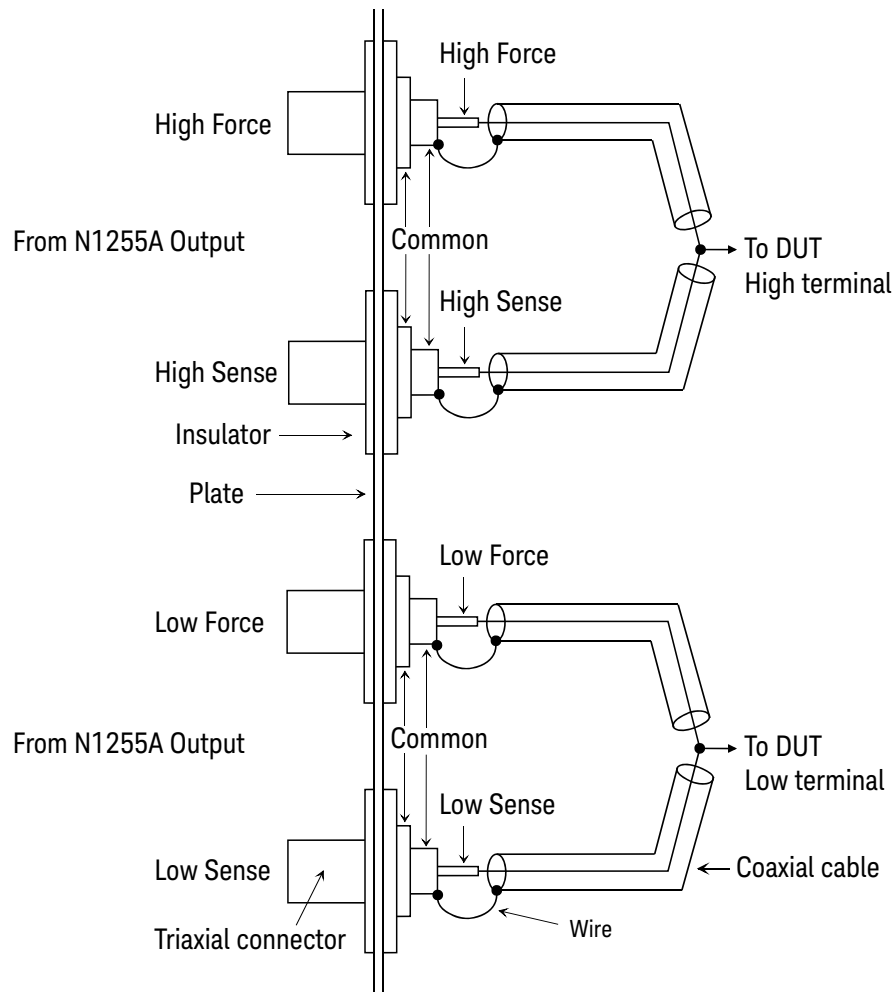 High Force
High Force
From N1255A Output
Common
To DUT
High terminal
High Sense
High Sense
Insulator
Plate
Low Force
Low Force
From N1255A Output
Common
To DUT
Low terminal
Low Sense
Low Sense
Coaxial cable
Wire
Triaxial connector